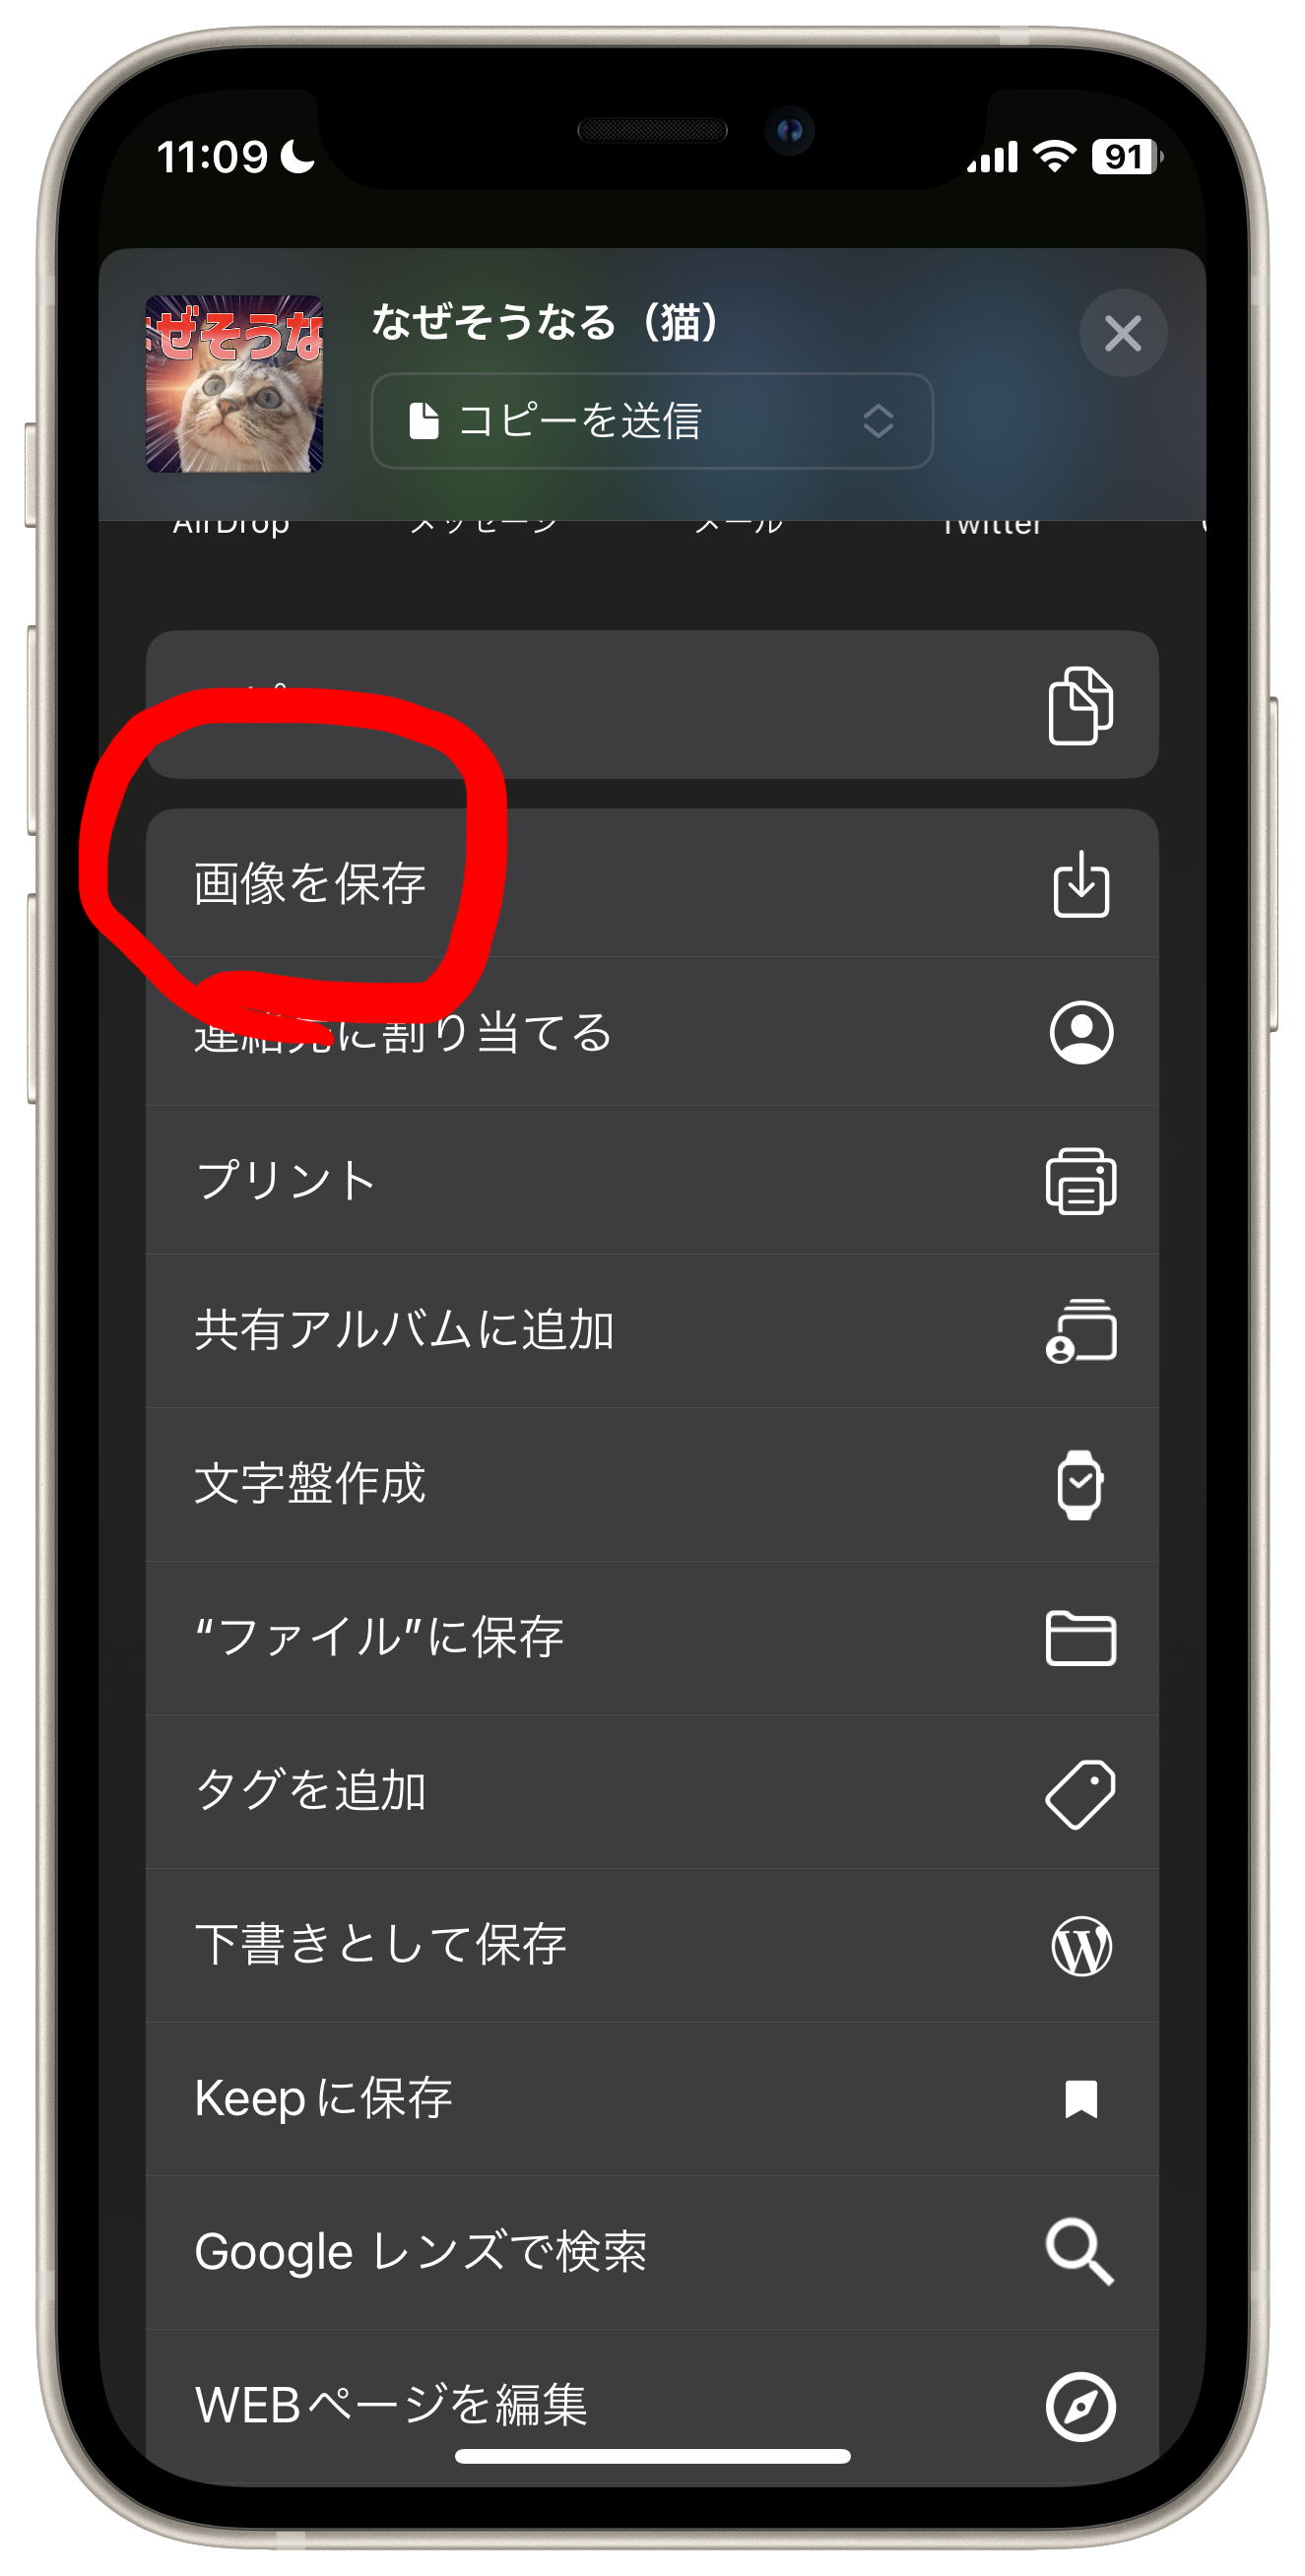 11:09
91
ぜそうな
なぜそうなる（猫）
コピーを送信
AirDrop
メッセージ
メール
Twitter
画像を保存
連絡先に割り当てる
プリント
共有アルバムに追加
文字盤作成
“ファイル”に保存
タグを追加
下書きとして保存
Keepに保存
Google レンズで検索
WEBページを編集